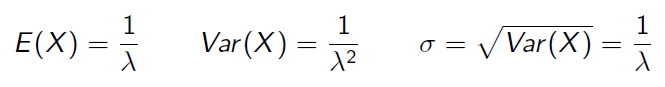 E(X) = 1/λ    Var(X) = 1/λ²    σ = √Var(X) = 1/λ